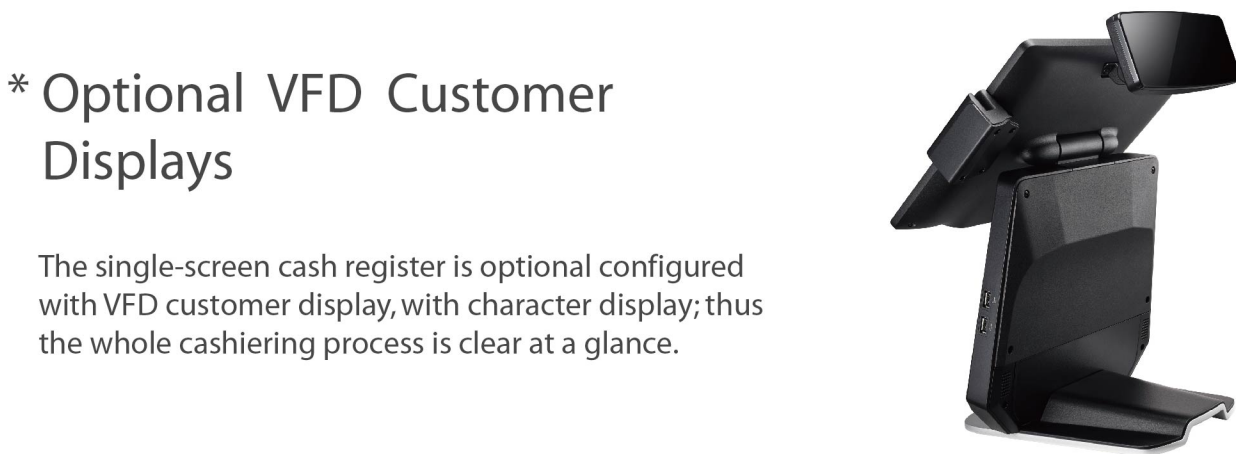 * Optional VFD Customer
Displays
The single-screen cash register is optional configured
with VFD customer display, with character display; thus
the whole cashiering process is clear at a glance.